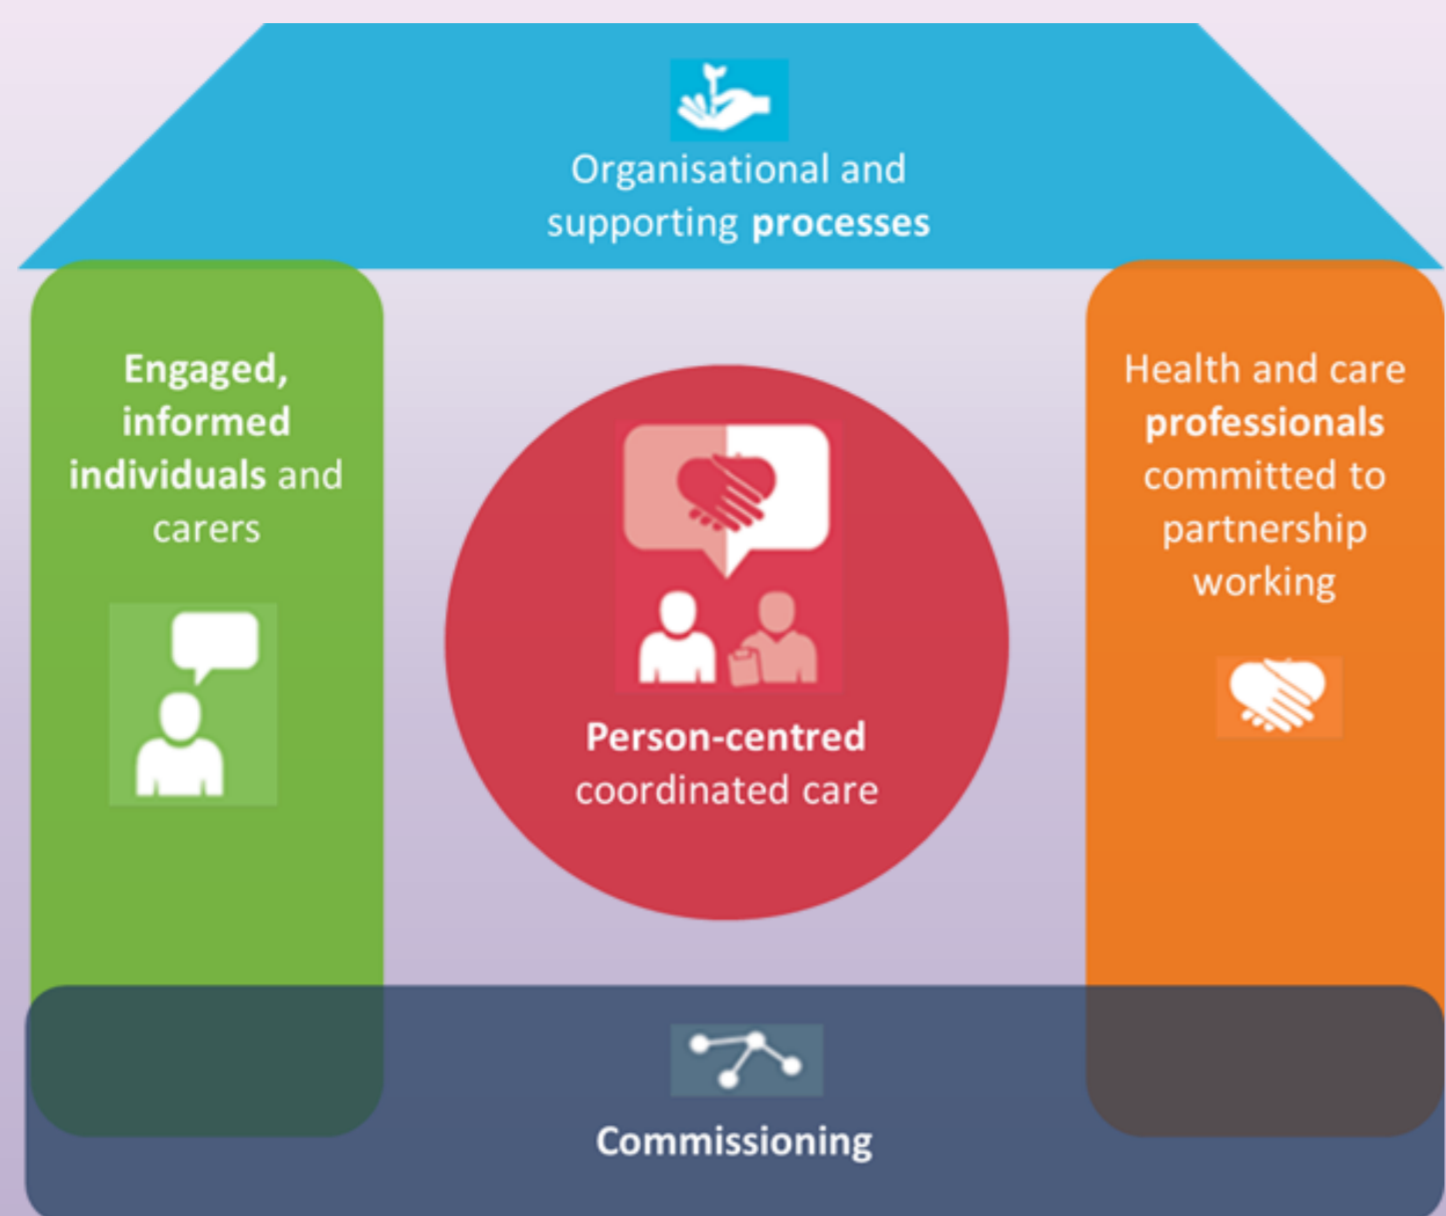 Organisational and
supporting processes
Engaged,
informed
individuals and
carers
Person-centred
coordinated care
Health and care
professionals
committed to
partnership
working
Commissioning